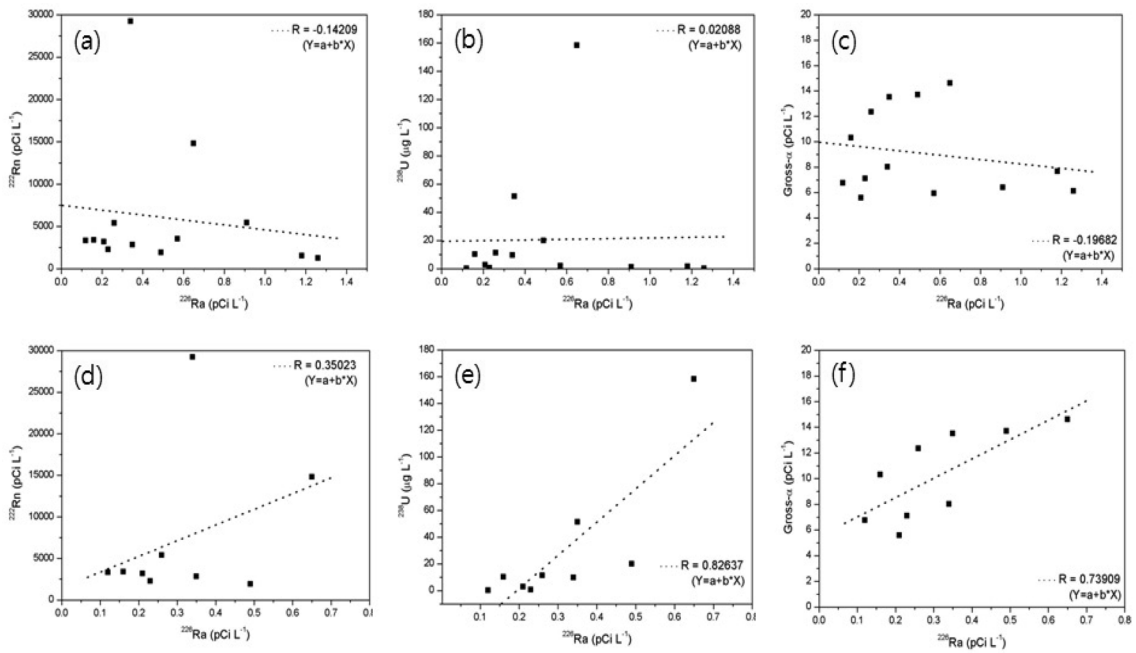 (a)
R = -0.14209
(Y=a+b*X)
30000
25000
20000
15000
10000
5000
0
²²²Rn (pCi L⁻¹)
0.0 0.2 0.4 0.6 0.8 1.0 1.2 1.4
²²⁶Ra (pCi L⁻¹)
(b)
R = 0.02088
(Y=a+b*X)
180
160
140
120
100
80
60
40
20
0
²³⁸U (μg L⁻¹)
0.0 0.2 0.4 0.6 0.8 1.0 1.2 1.4
²²⁶Ra (pCi L⁻¹)
(c)
20
18
16
14
12
10
8
6
4
2
0
Gross-α (pCi L⁻¹)
R = -0.19682
(Y=a+b*X)
0.0 0.2 0.4 0.6 0.8 1.0 1.2 1.4
²²⁶Ra (pCi L⁻¹)
(d)
R = 0.35023
(Y=a+b*X)
30000
25000
20000
15000
10000
5000
0
²²²Rn (pCi L⁻¹)
0.0 0.1 0.2 0.3 0.4 0.5 0.6 0.7 0.8
²²⁶Ra (pCi L⁻¹)
(e)
180
160
140
120
100
80
60
40
20
0
²³⁸U (μg L⁻¹)
R = 0.82637
(Y=a+b*X)
0.1 0.2 0.3 0.4 0.5 0.6 0.7 0.8
²²⁶Ra (pCi L⁻¹)
(f)
20
18
16
14
12
10
8
6
4
2
0
Gross-α (pCi L⁻¹)
R = 0.73909
(Y=a+b*X)
0.0 0.1 0.2 0.3 0.4 0.5 0.6 0.7 0.8
²²⁶Ra (pCi L⁻¹)